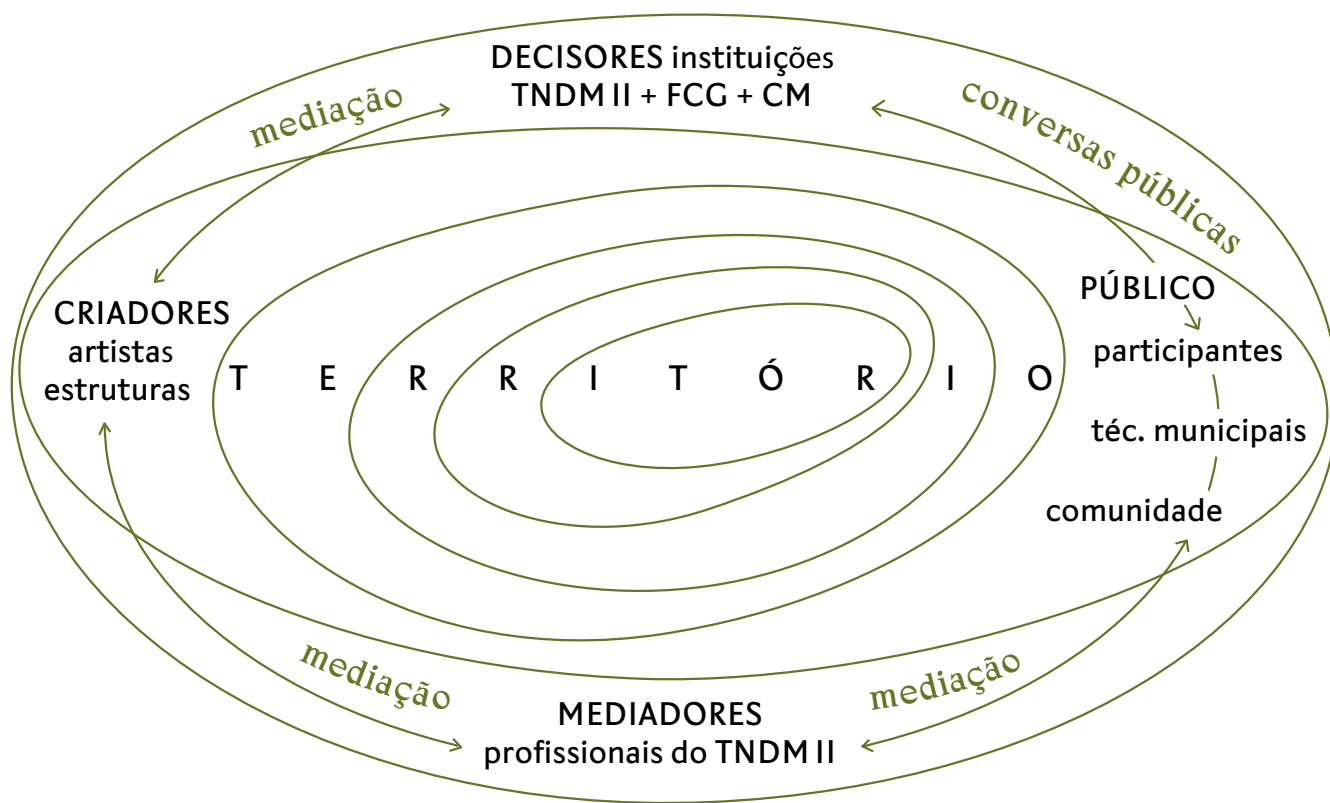 DECISORES instituições
TNDM II + FCG + CM
mediação
conversas públicas
CRIADORES
artistas
estruturas
TERRITÓRIO
PÚBLICO
participantes
téc. municipais
comunidade
mediação
mediação
MEDIADORES
profissionais do TNDM II